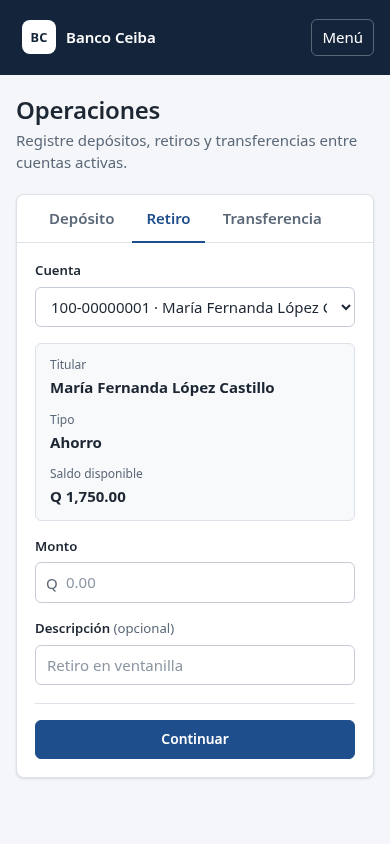 BC
Banco Ceiba
Menú
Operaciones
Registre depósitos, retiros y transferencias entre
cuentas activas.
Depósito
Retiro
Transferencia
Cuenta
100-00000001 · María Fernanda López
Titular
María Fernanda López Castillo
Tipo
Ahorro
Saldo disponible
Q 1,750.00
Monto
Q 0.00
Descripción (opcional)
Retiro en ventanilla
Continuar